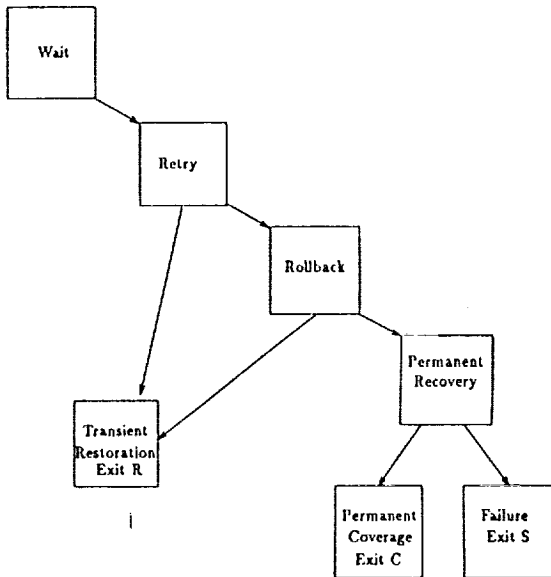 Wait
Retry
Rollback
Permanent
Recovery
Transient
Restoration
Exit R
Permanent
Coverage
Exit C
Failure
Exit S